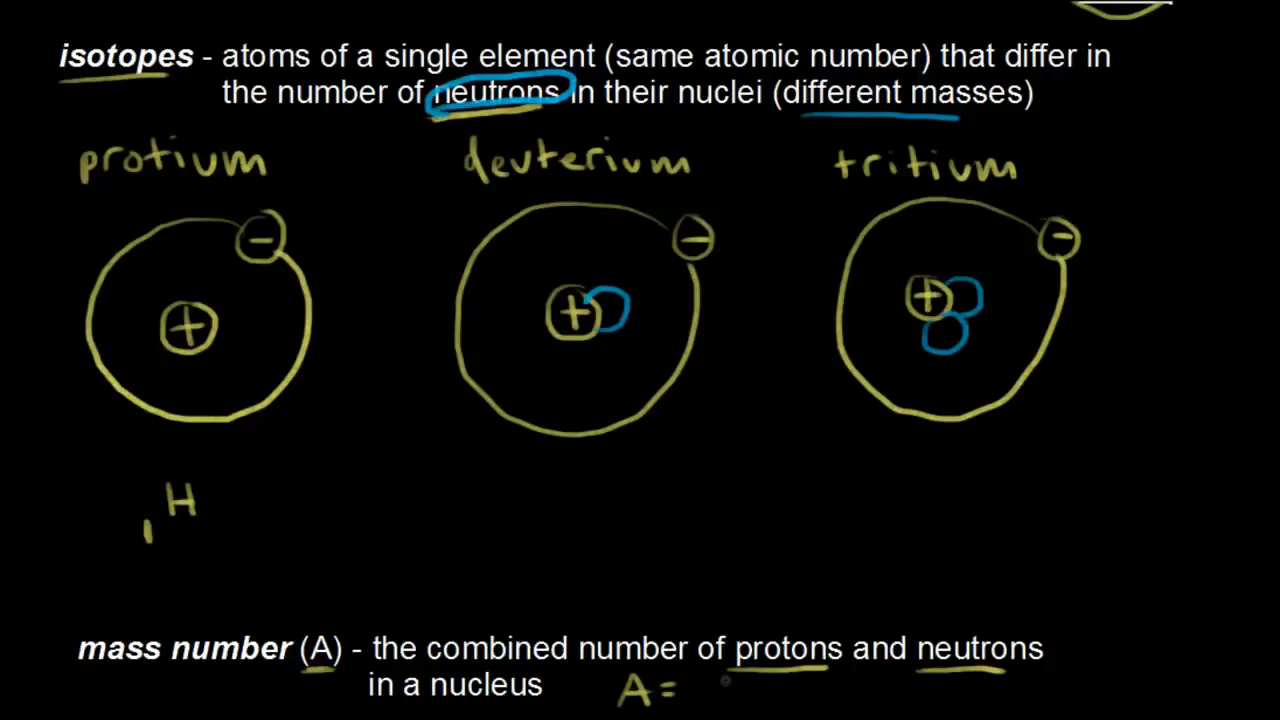 isotopes - atoms of a single element (same atomic number) that differ in
the number of neutrons in their nuclei (different masses)
protium deuterium tritium
- - -
+ + +
1H
mass number (A) - the combined number of protons and neutrons
in a nucleus A =